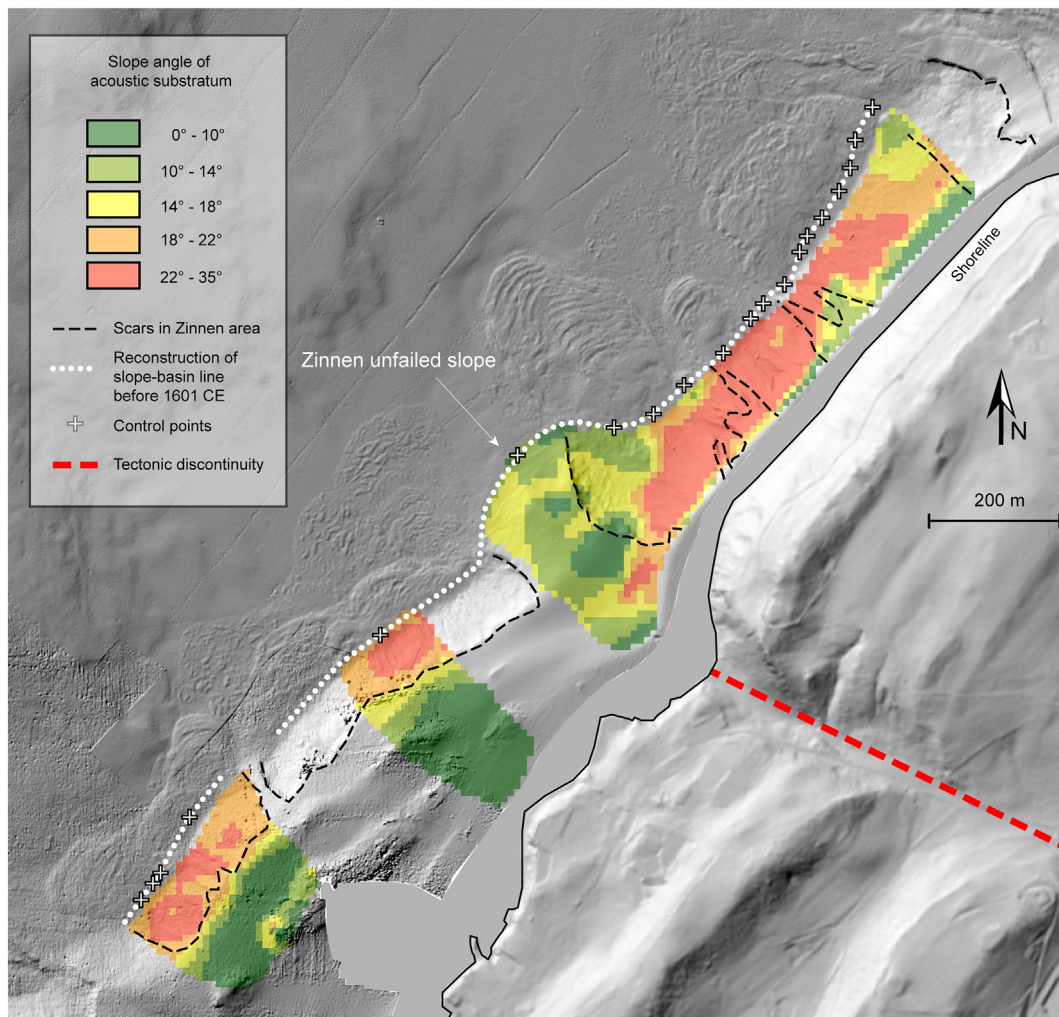 Slope angle of
acoustic substratum
0° - 10°
10° - 14°
14° - 18°
18° - 22°
22° - 35°
Scars in Zinnen area
Reconstruction of
slope-basin line
before 1601 CE
Control points
Tectonic discontinuity
Zinnen unfailed slope
Shoreline
N
200 m